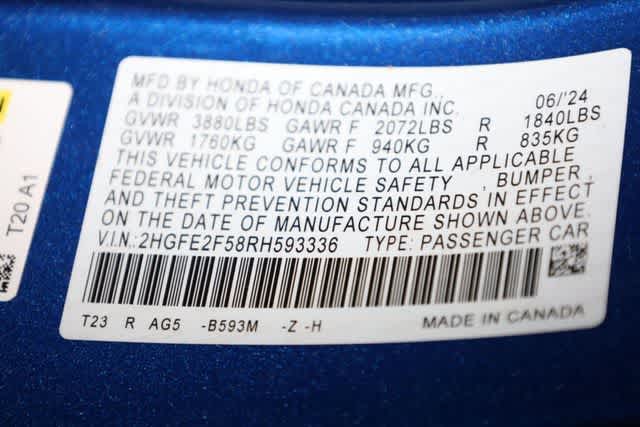 MFD BY HONDA OF CANADA MFG.,
A DIVISION OF HONDA CANADA INC. 06/'24
GVWR 3880LBS GAWR F 2072LBS R 1840LBS
GVWR 1760KG GAWR F 940KG R 835KG
THIS VEHICLE CONFORMS TO ALL APPLICABLE
FEDERAL MOTOR VEHICLE SAFETY , BUMPER ,
AND THEFT PREVENTION STANDARDS IN EFFECT
ON THE DATE OF MANUFACTURE SHOWN ABOVE.
V.I.N.:2HGFE2F58RH593336 TYPE: PASSENGER CAR
T23 R AG5 -B593M -Z -H MADE IN CANADA
T20 A1